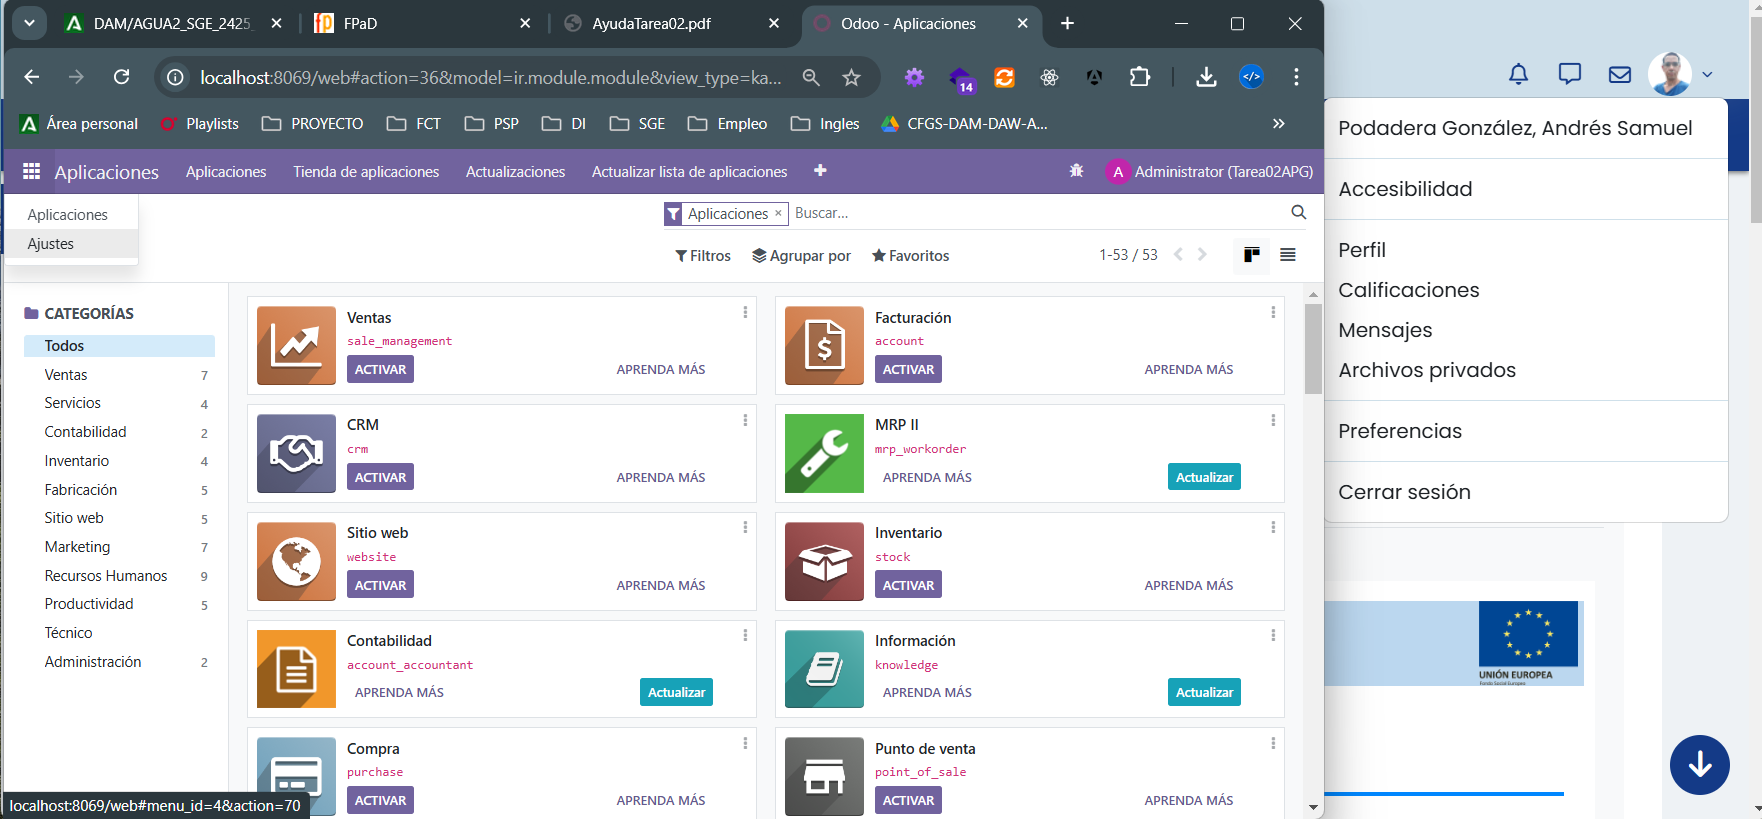 DAM/AGUA2_SGE_2425_
FPaD
AyudaTarea02.pdf
Odoo - Aplicaciones
localhost:8069/web#action=36&model=ir.module.module&view_type=ka...
14
Área personal
Playlists
PROYECTO
FCT
PSP
DI
SGE
Empleo
Ingles
CFGS-DAM-DAW-A...
Aplicaciones
Aplicaciones
Tienda de aplicaciones
Actualizaciones
Actualizar lista de aplicaciones
A
Administrator (Tarea02APG)
Aplicaciones
Ajustes
Aplicaciones ×
Buscar...
Filtros
Agrupar por
Favoritos
1-53 / 53
CATEGORÍAS
Todos
Ventas 7
Servicios 4
Contabilidad 2
Inventario 4
Fabricación 5
Sitio web 5
Marketing 7
Recursos Humanos 9
Productividad 5
Técnico
Administración 2
Ventas
sale_management
ACTIVAR
APRENDA MÁS
Facturación
account
ACTIVAR
APRENDA MÁS
CRM
crm
ACTIVAR
APRENDA MÁS
MRP II
mrp_workorder
APRENDA MÁS
Actualizar
Sitio web
website
ACTIVAR
APRENDA MÁS
Inventario
stock
ACTIVAR
APRENDA MÁS
Contabilidad
account_accountant
APRENDA MÁS
Actualizar
Información
knowledge
APRENDA MÁS
Actualizar
Compra
purchase
ACTIVAR
APRENDA MÁS
Punto de venta
point_of_sale
ACTIVAR
APRENDA MÁS
localhost:8069/web#menu_id=4&action=70
Podadera González, Andrés Samuel
Accesibilidad
Perfil
Calificaciones
Mensajes
Archivos privados
Preferencias
Cerrar sesión
UNIÓN EUROPEA
Fondo Social Europeo